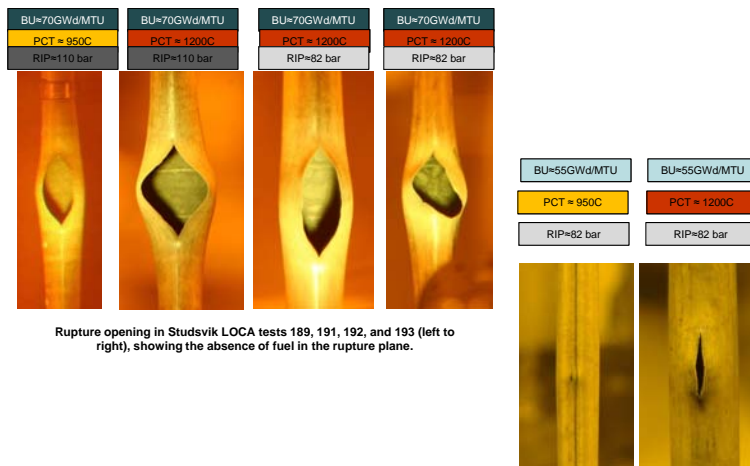 BU≈70GWd/MTU
PCT ≈ 950C
RIP≈110 bar
BU≈70GWd/MTU
PCT ≈ 1200C
RIP≈110 bar
BU≈70GWd/MTU
PCT ≈ 1200C
RIP≈82 bar
BU≈70GWd/MTU
PCT ≈ 1200C
RIP≈82 bar
Rupture opening in Studsvik LOCA tests 189, 191, 192, and 193 (left to
right), showing the absence of fuel in the rupture plane.
BU≈55GWd/MTU
PCT ≈ 950C
RIP≈82 bar
BU≈55GWd/MTU
PCT ≈ 1200C
RIP≈82 bar